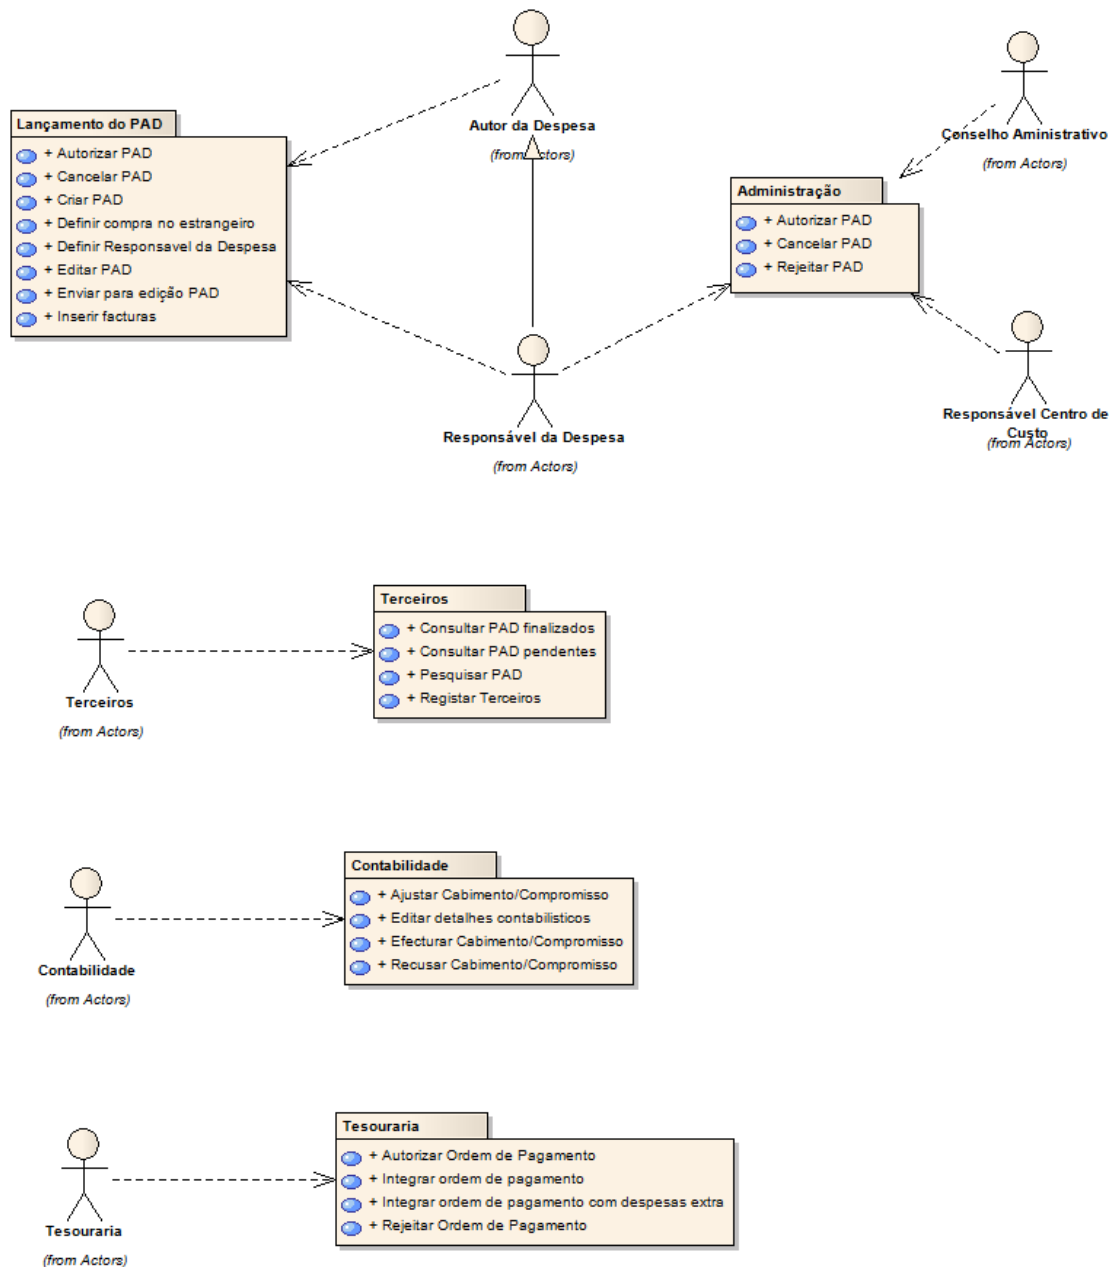 Autor da Despesa
(from Actors)
Conselho Aministrativo
(from Actors)
Lançamento do PAD
+ Autorizar PAD
+ Cancelar PAD
+ Criar PAD
+ Definir compra no estrangeiro
+ Definir Responsavel da Despesa
+ Editar PAD
+ Enviar para edição PAD
+ Inserir facturas
Administração
+ Autorizar PAD
+ Cancelar PAD
+ Rejeitar PAD
Responsável da Despesa
(from Actors)
Responsável Centro de
Custo
(from Actors)
Terceiros
(from Actors)
Terceiros
+ Consultar PAD finalizados
+ Consultar PAD pendentes
+ Pesquisar PAD
+ Registar Terceiros
Contabilidade
(from Actors)
Contabilidade
+ Ajustar Cabimento/Compromisso
+ Editar detalhes contabilisticos
+ Efecturar Cabimento/Compromisso
+ Recusar Cabimento/Compromisso
Tesouraria
(from Actors)
Tesouraria
+ Autorizar Ordem de Pagamento
+ Integrar ordem de pagamento
+ Integrar ordem de pagamento com despesas extra
+ Rejeitar Ordem de Pagamento